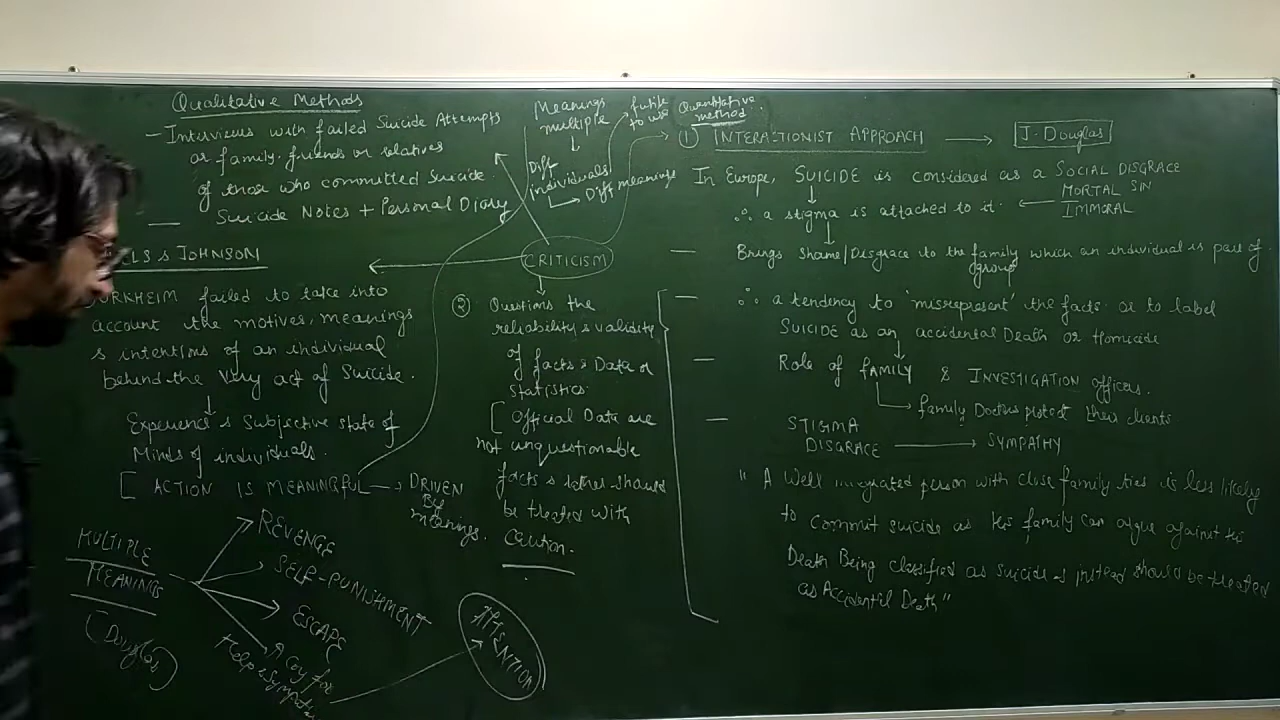 Qualitative Methods
- Interviews with failed Suicide Attempts
or family, friends or relatives
of those who committed Suicide.
Suicide Notes + Personal Diary
JOHNSON
failed to take into
account the motives, meanings
& intentions of an individual
behind the very act of Suicide.
Experience & Subjective state of
Minds of individuals.
[ ACTION IS MEANINGFUL → DRIVEN
By
meanings.
MULTIPLE
MEANINGS
(Douglas)
REVENGE
SELF-PUNISHMENT
ESCAPE
A Cry for
Help & Sympathy
ATTENTION
Meanings
multiple
Diff
individuals
Diff meanings
futile
to use
Quantitative
method
CRITICISM
② Questions the
reliability & validity
of facts & Data or
statistics.
[ Official Data are
not unquestionable
facts &
should
be treated with
caution.
① INTERACTIONIST APPROACH → J. Douglas
In Europe, SUICIDE is considered as a SOCIAL DISGRACE
MORTAL SIN
IMMORAL
∴ a stigma is attached to it.
- Brings shame/Disgrace to the family which an individual is part of.
group
- ∴ a tendency to 'misrepresent' the facts or to label
SUICIDE as an accidental Death or Homicide
- Role of FAMILY & INVESTIGATION officers.
family Doctors protect their clients
- STIGMA
DISGRACE → SYMPATHY
" A Well integrated person with close family ties is less likely
to commit suicide as his family can argue against his
Death Being classified as suicide & instead should be treated
as Accidental Death"